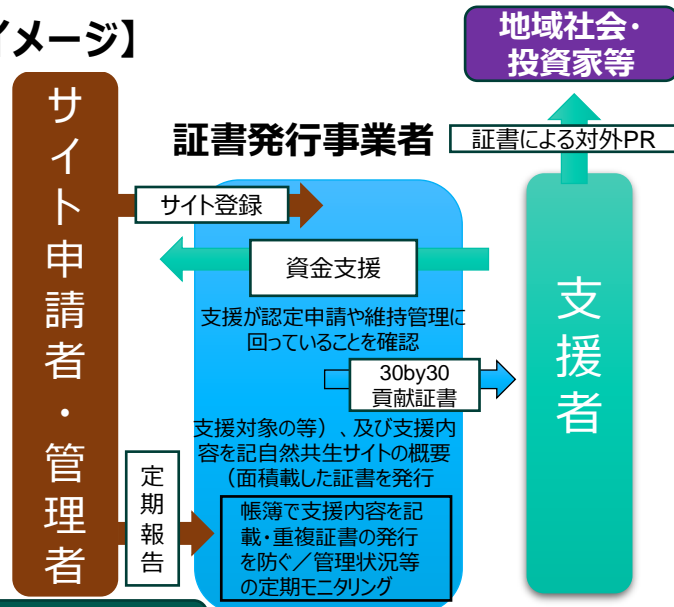 イメージ】
地域社会・
投資家等
サイト申請者・管理者
証書発行事業者
証書による対外PR
サイト登録
資金支援
支援が認定申請や維持管理に
回っていることを確認
30by30
貢献証書
支援者
支援対象の等）、及び支援内
容を記自然共生サイトの概要
（面積載した証書を発行
定期報告
帳簿で支援内容を記
載・重複証書の発行
を防ぐ／管理状況等
の定期モニタリング